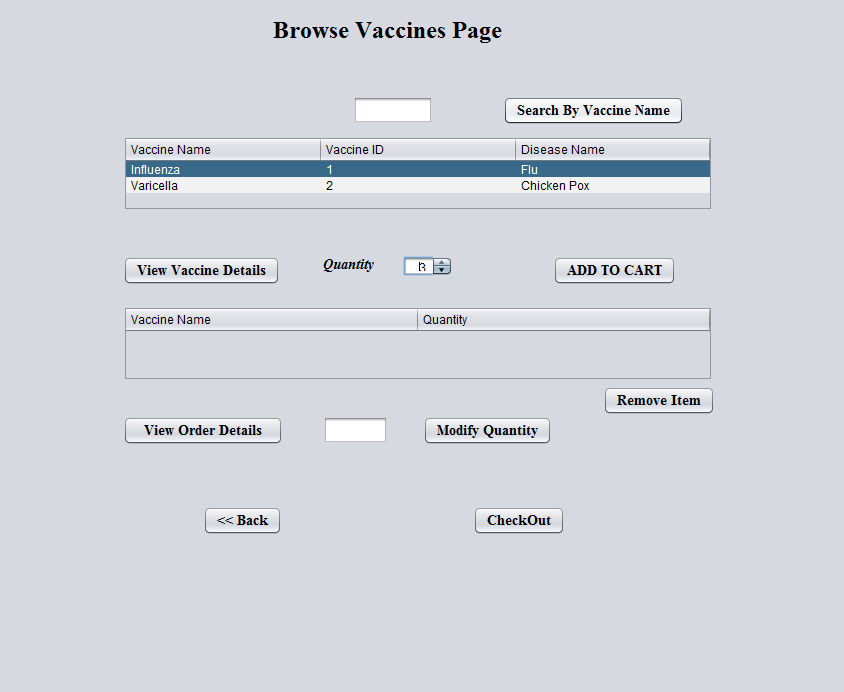 Browse Vaccines Page
Search By Vaccine Name
Vaccine Name Vaccine ID Disease Name
Influenza 1 Flu
Varicella 2 Chicken Pox
View Vaccine Details Quantity 3 ADD TO CART
Vaccine Name Quantity
Remove Item
View Order Details Modify Quantity
<< Back CheckOut